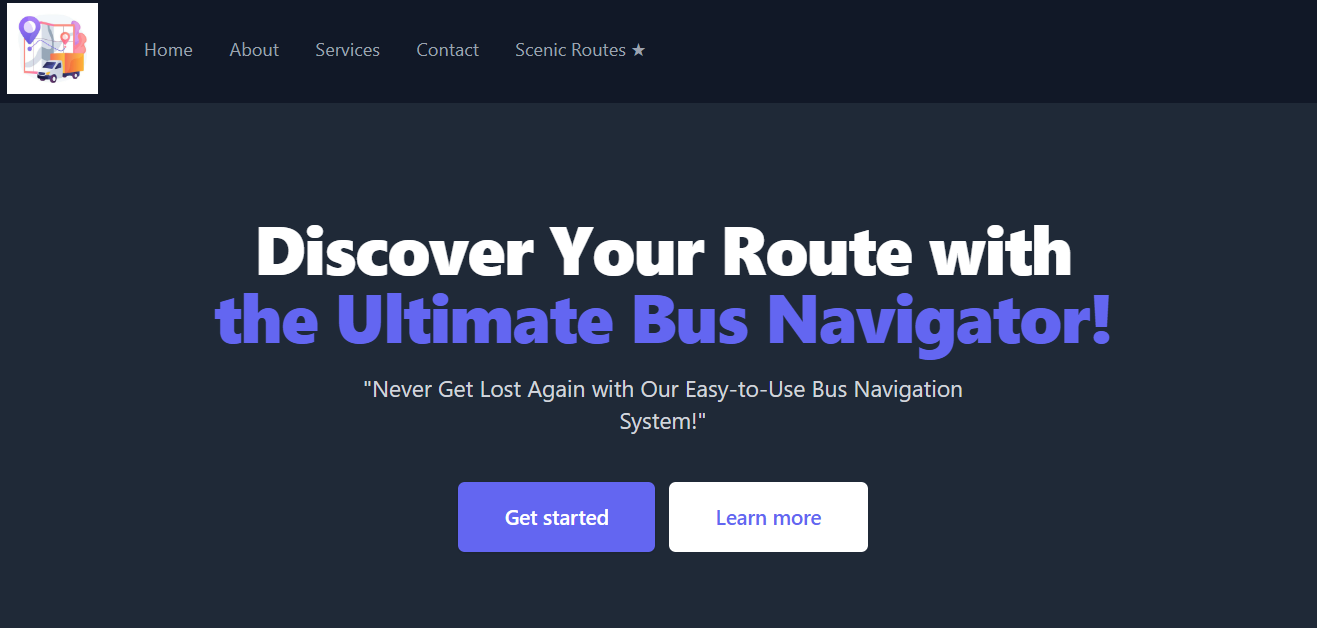 Home About Services Contact Scenic Routes ★
Discover Your Route with
the Ultimate Bus Navigator!
"Never Get Lost Again with Our Easy-to-Use Bus Navigation
System!"
Get started Learn more